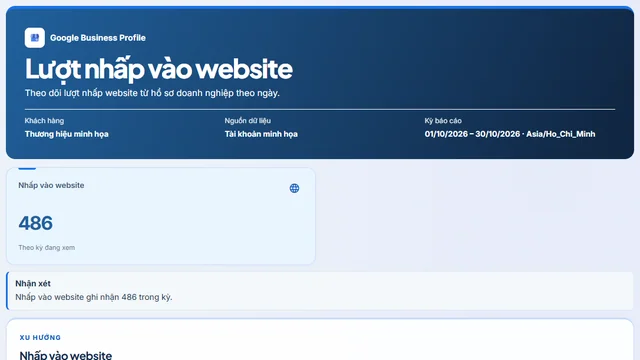 Google Business Profile
Lượt nhấp vào website
Theo dõi lượt nhấp website từ hồ sơ doanh nghiệp theo ngày.
Khách hàng
Thương hiệu minh họa
Nguồn dữ liệu
Tài khoản minh họa
Kỳ báo cáo
01/10/2026 – 30/10/2026 · Asia/Ho_Chi_Minh
Nhấp vào website
486
Theo kỳ đang xem
Nhận xét
Nhấp vào website ghi nhận 486 trong kỳ.
XU HƯỚNG
Nhấp vào website